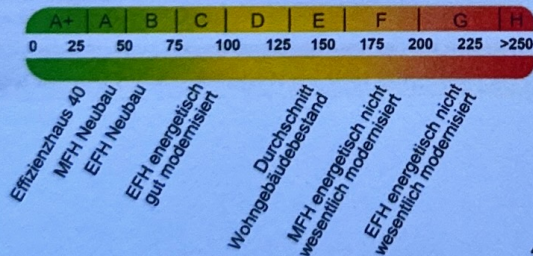 A+ A B C D E F G H
0 25 50 75 100 125 150 175 200 225 >250
Effizienzhaus 40
MFH Neubau
EFH Neubau
EFH energetisch
gut modernisiert
Durchschnitt
Wohngebäudebestand
MFH energetisch nicht
wesentlich modernisiert
EFH energetisch nicht
wesentlich modernisiert